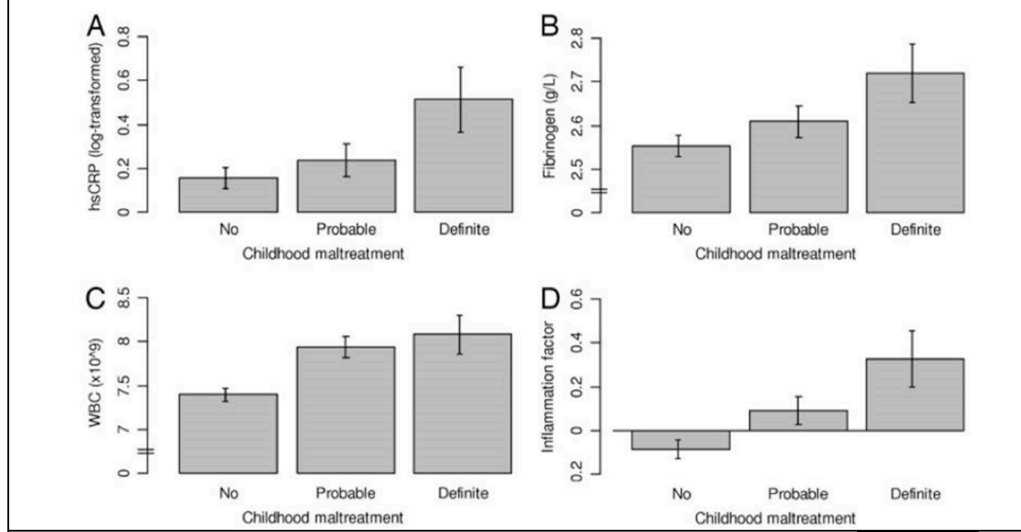 A
hsCRP (log-transformed)
0.8
0.6
0.4
0.2
0
No Probable Definite
Childhood maltreatment
B
Fibrinogen (g/L)
2.8
2.7
2.6
2.5
0
No Probable Definite
Childhood maltreatment
C
WBC (x10^9)
8.5
8
7.5
7
0
No Probable Definite
Childhood maltreatment
D
Inflammation factor
0.6
0.4
0.2
0
0.2
No Probable Definite
Childhood maltreatment